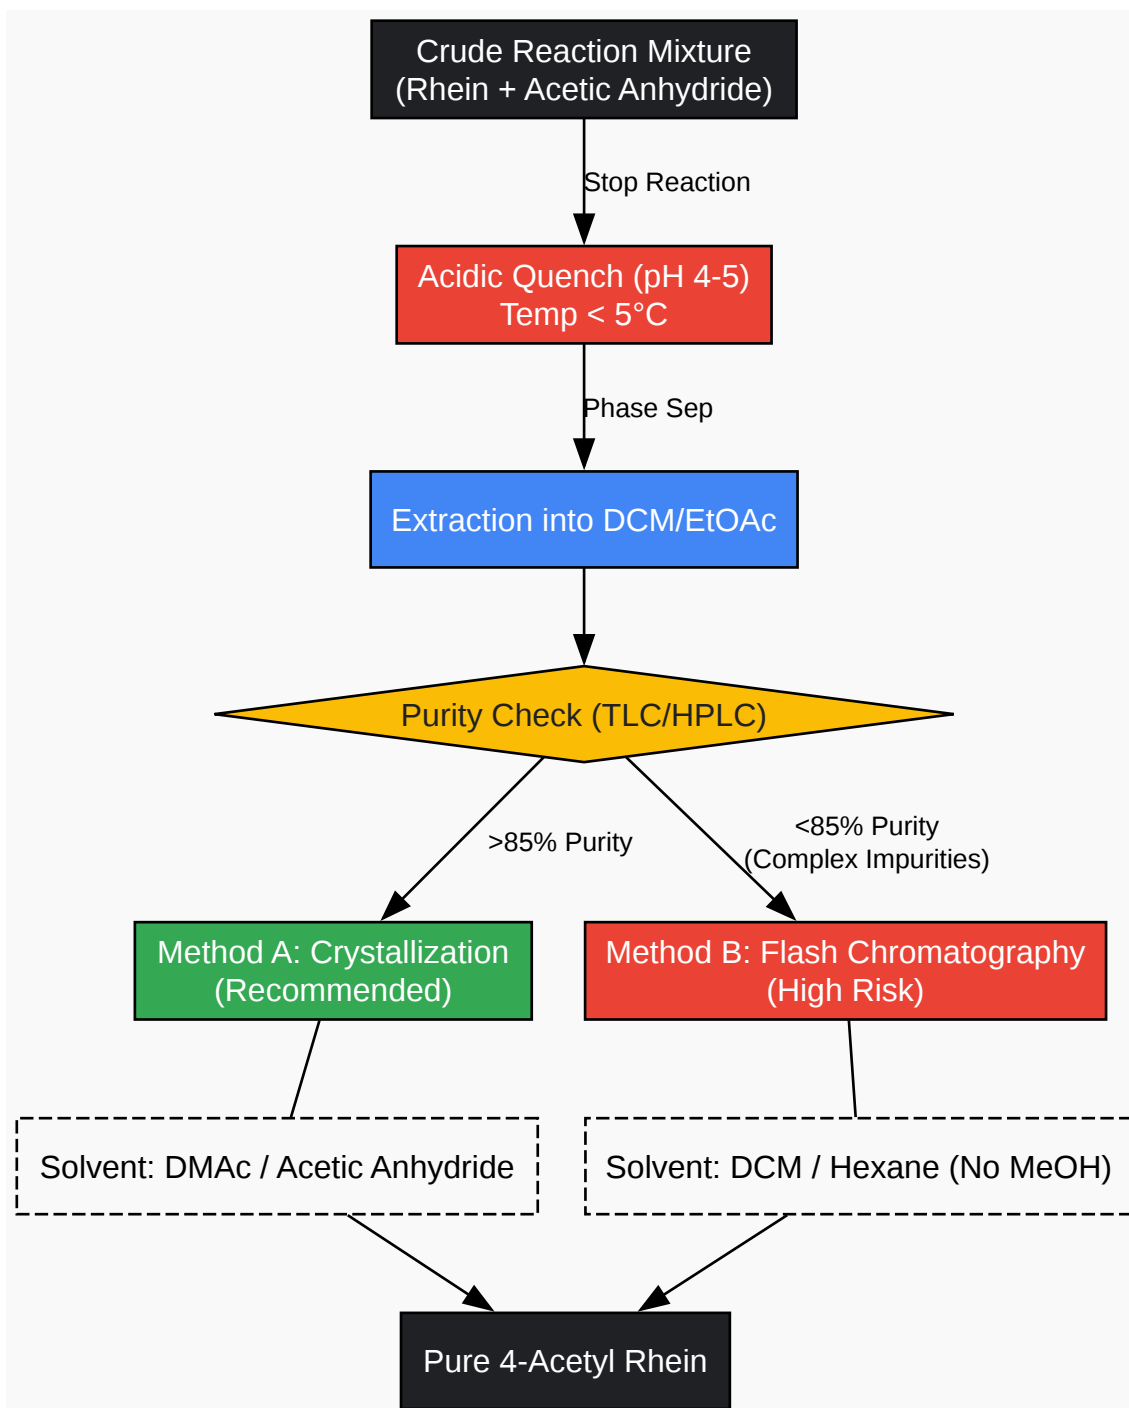 Crude Reaction Mixture
(Rhein + Acetic Anhydride)
Stop Reaction
Acidic Quench (pH 4-5)
Temp < 5°C
Phase Sep
Extraction into DCM/EtOAc
Purity Check (TLC/HPLC)
>85% Purity
<85% Purity
(Complex Impurities)
Method A: Crystallization
(Recommended)
Method B: Flash Chromatography
(High Risk)
Solvent: DMAc / Acetic Anhydride
Solvent: DCM / Hexane (No MeOH)
Pure 4-Acetyl Rhein